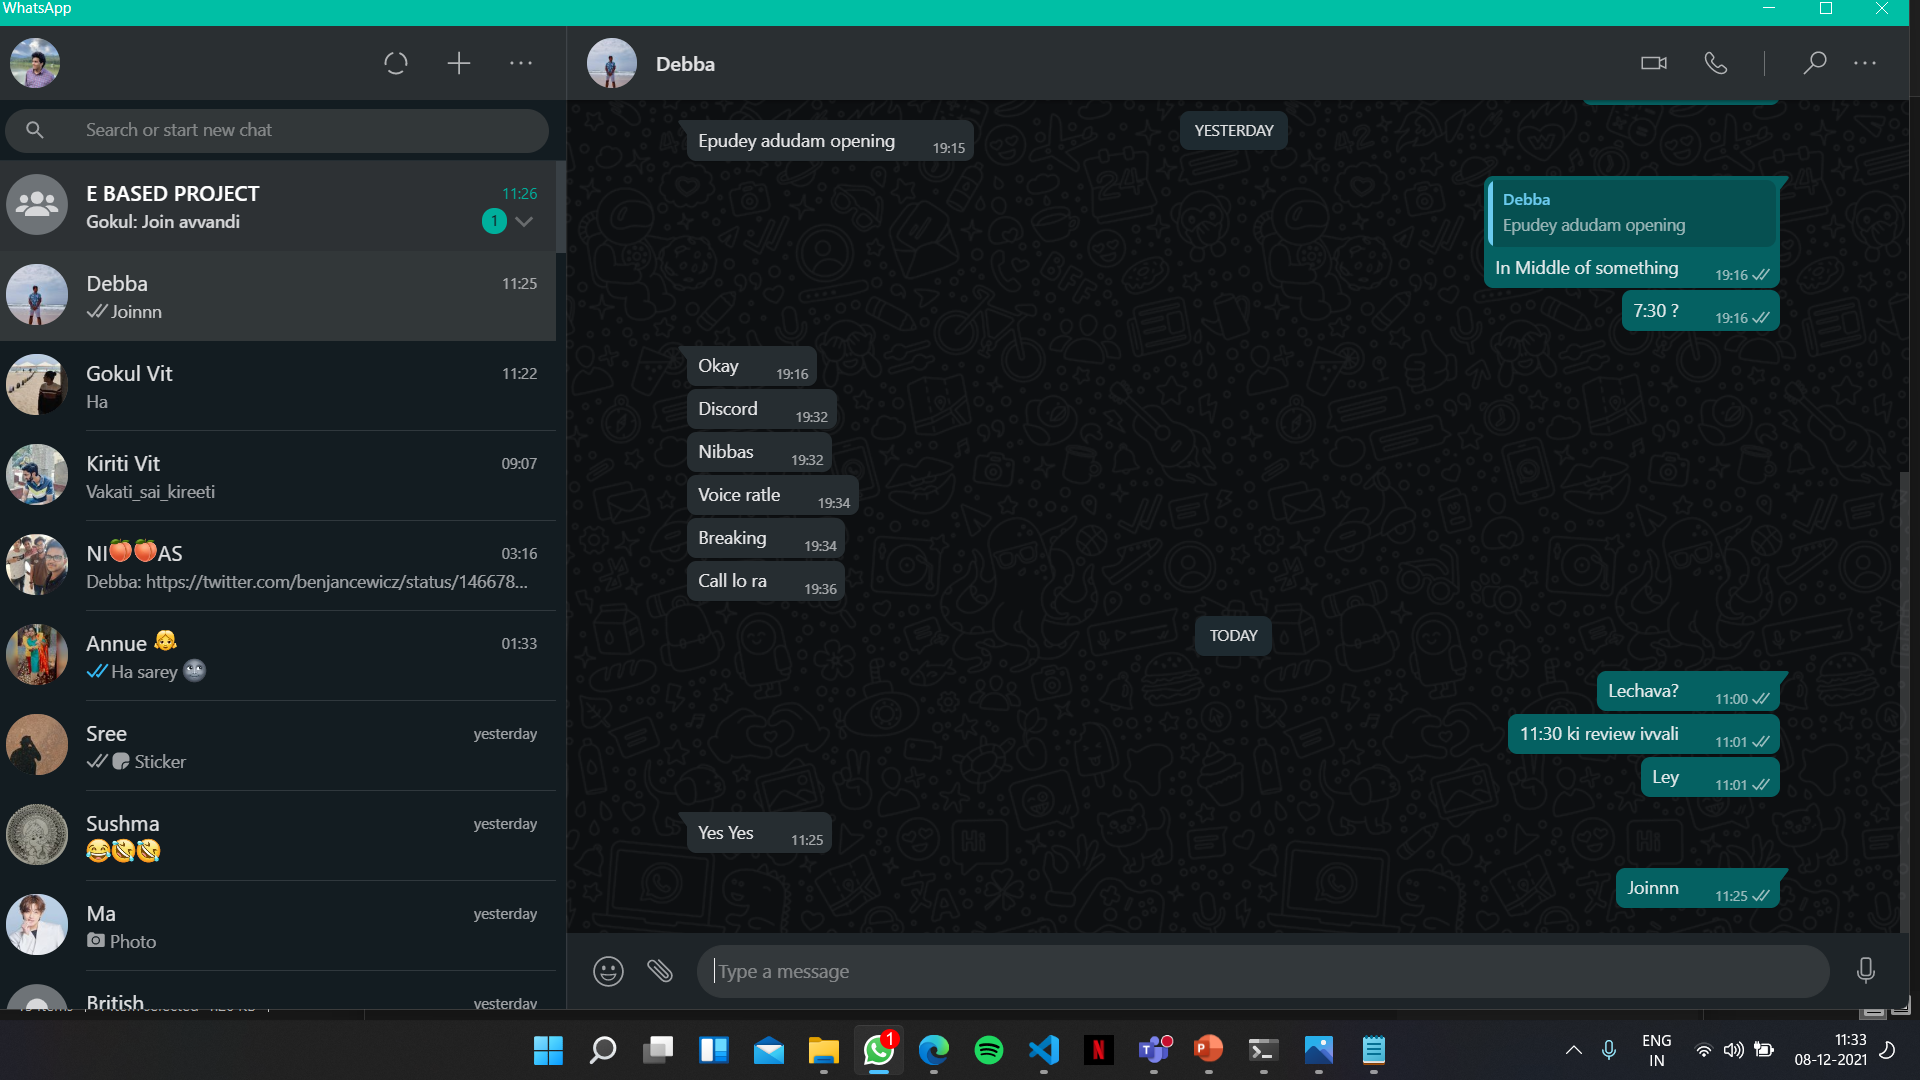 WhatsApp
Search or start new chat
E BASED PROJECT
11:26
Gokul: Join avvandi
1
Debba
11:25
Joinnn
Gokul Vit
11:22
Ha
Kiriti Vit
09:07
Vakati_sai_kireeti
NI🍑🍑AS
03:16
Debba: https://twitter.com/benjancewicz/status/146678...
Annue 👧
01:33
Ha sarey 🌚
Sree
yesterday
Sticker
Sushma
yesterday
😂🤣🤣
Ma
yesterday
Photo
British
yesterday
Debba
Epudey adudam opening
19:15
YESTERDAY
Debba
Epudey adudam opening
In Middle of something
19:16
7:30 ?
19:16
Okay
19:16
Discord
19:32
Nibbas
19:32
Voice ratle
19:34
Breaking
19:34
Call lo ra
19:36
TODAY
Lechava?
11:00
11:30 ki review ivvali
11:01
Ley
11:01
Yes Yes
11:25
Joinnn
11:25
Type a message
1
ENG
IN
11:33
08-12-2021